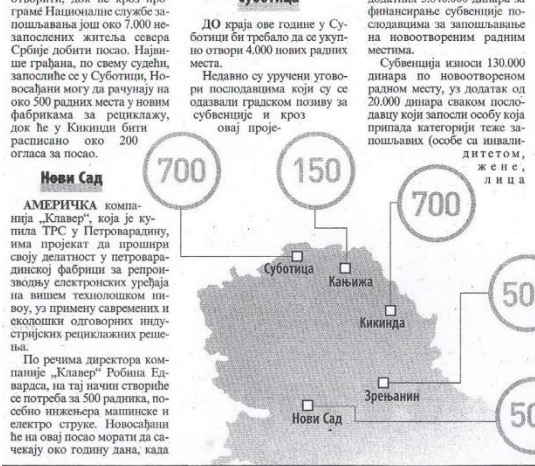 отворити, док ће кроз про-
граме Националне службе за-
пошљавања још око 7.000 не-
запослених житеља севера
Србије добити посао. Најви-
ше грађана, по свему судећи,
запослиће се у Суботици, Но-
восађани могу да рачунају на
око 500 радних места у новим
фабрикама за рециклажу,
док ће у Кикинди бити
расписано око 200
огласа за посао.
Нови Сад
АМЕРИЧКА компа-
нија „Клавер“, која је ку-
пила ТРС у Петроварадину,
има пројекат да прошири
своју делатност у петровара-
динској фабрици за репрои-
зводњу електронских уређаја
на вишем технолошком ни-
воу, уз примену савремених и
еколошки одговорних инду-
стријских рециклажних реше-
ња.
По речима директора ком-
паније „Клавер“ Робина Ед-
вардса, на тај начин створиће
се потреба за 500 радника, по-
себно инжењера машинске и
електро струке. Новосађани
ће на овај посао морати да са-
чекају око годину дана, када
Суботица
ДО краја ове године у Су-
ботици би требало да се укуп-
но отвори 4.000 нових радних
места.
Недавно су уручени угово-
ри послодавцима који су се
одазвали градском позиву за
субвенције и кроз
овај проје-
финансирање субвенције по-
слодавцима за запошљавање
на новоотвореним радним
местима.
Субвенција износи 130.000
динара по новоотвореном
радном месту, уз додатак од
20.000 динара сваком посло-
давцу који запосли особу која
припада категорији теже за-
пошљавих (особе са инвали-
дитетом,
жене,
лица
700
150
700
50
50
Суботица
Кањижа
Кикинда
Зрењанин
Нови Сад